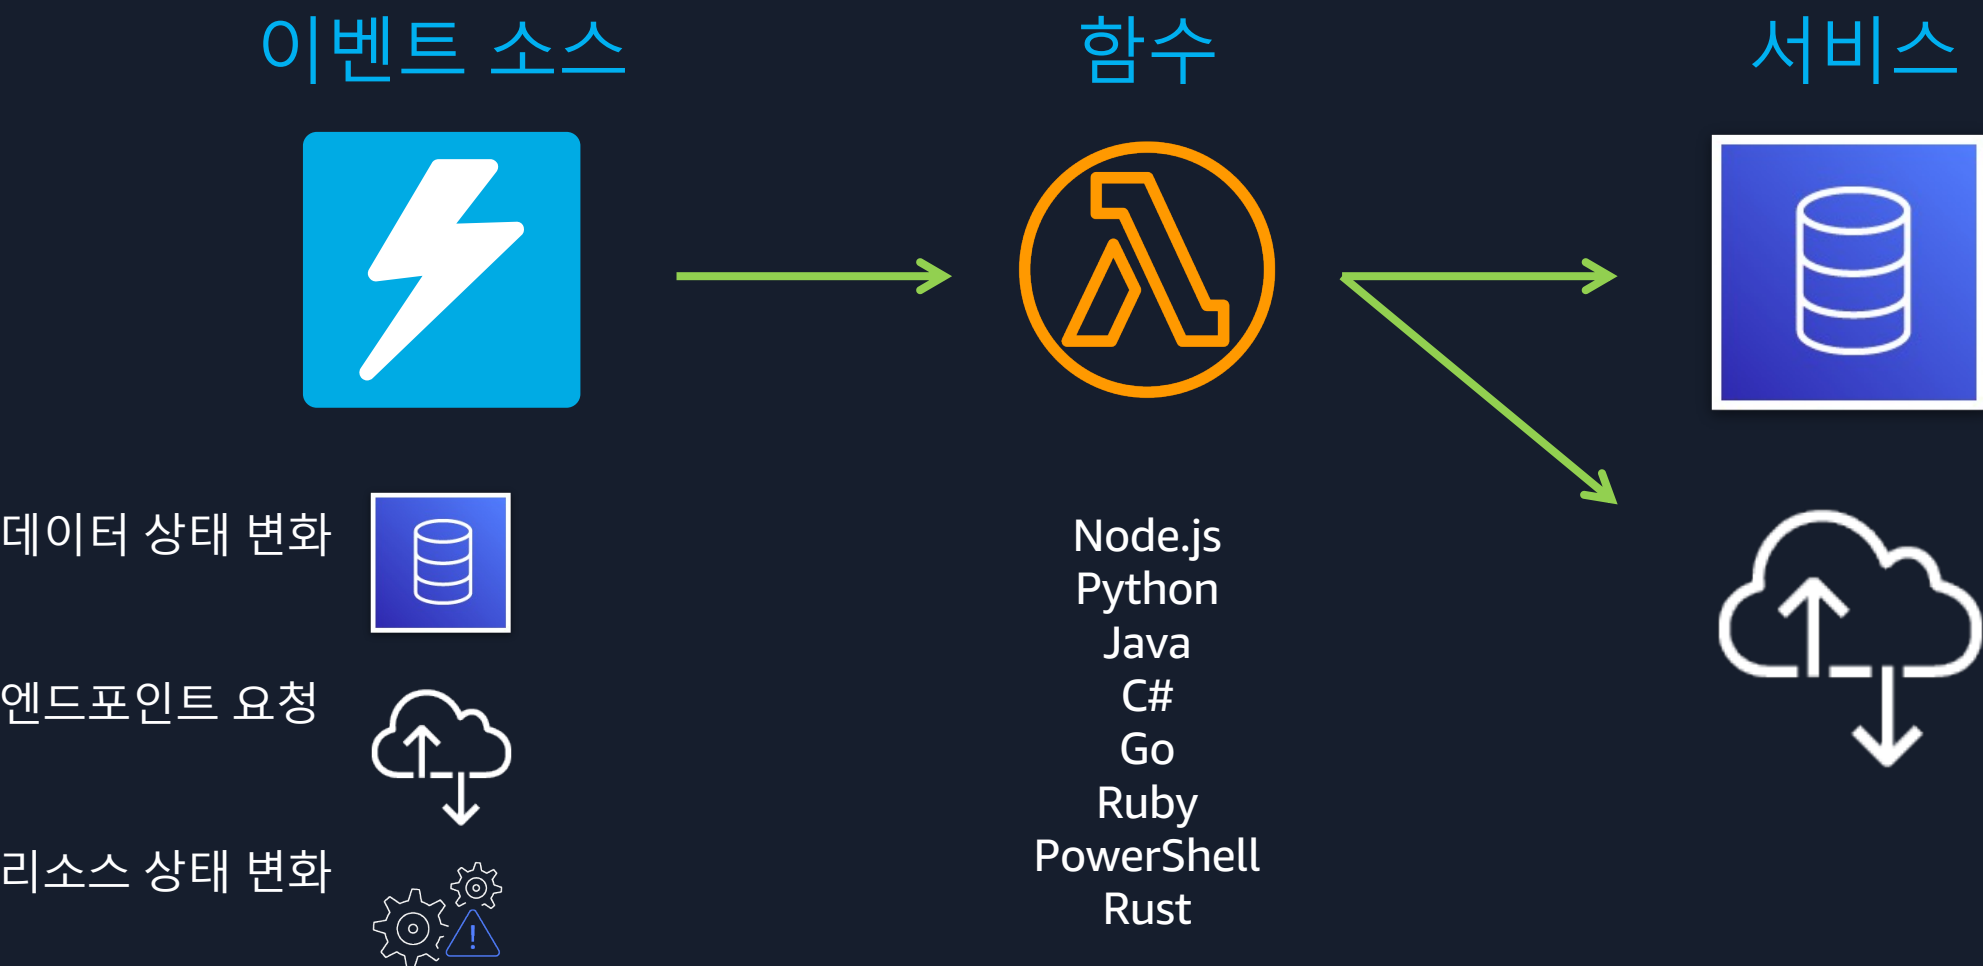 이벤트 소스
함수
서비스
데이터 상태 변화
엔드포인트 요청
리소스 상태 변화
Node.js
Python
Java
C#
Go
Ruby
PowerShell
Rust